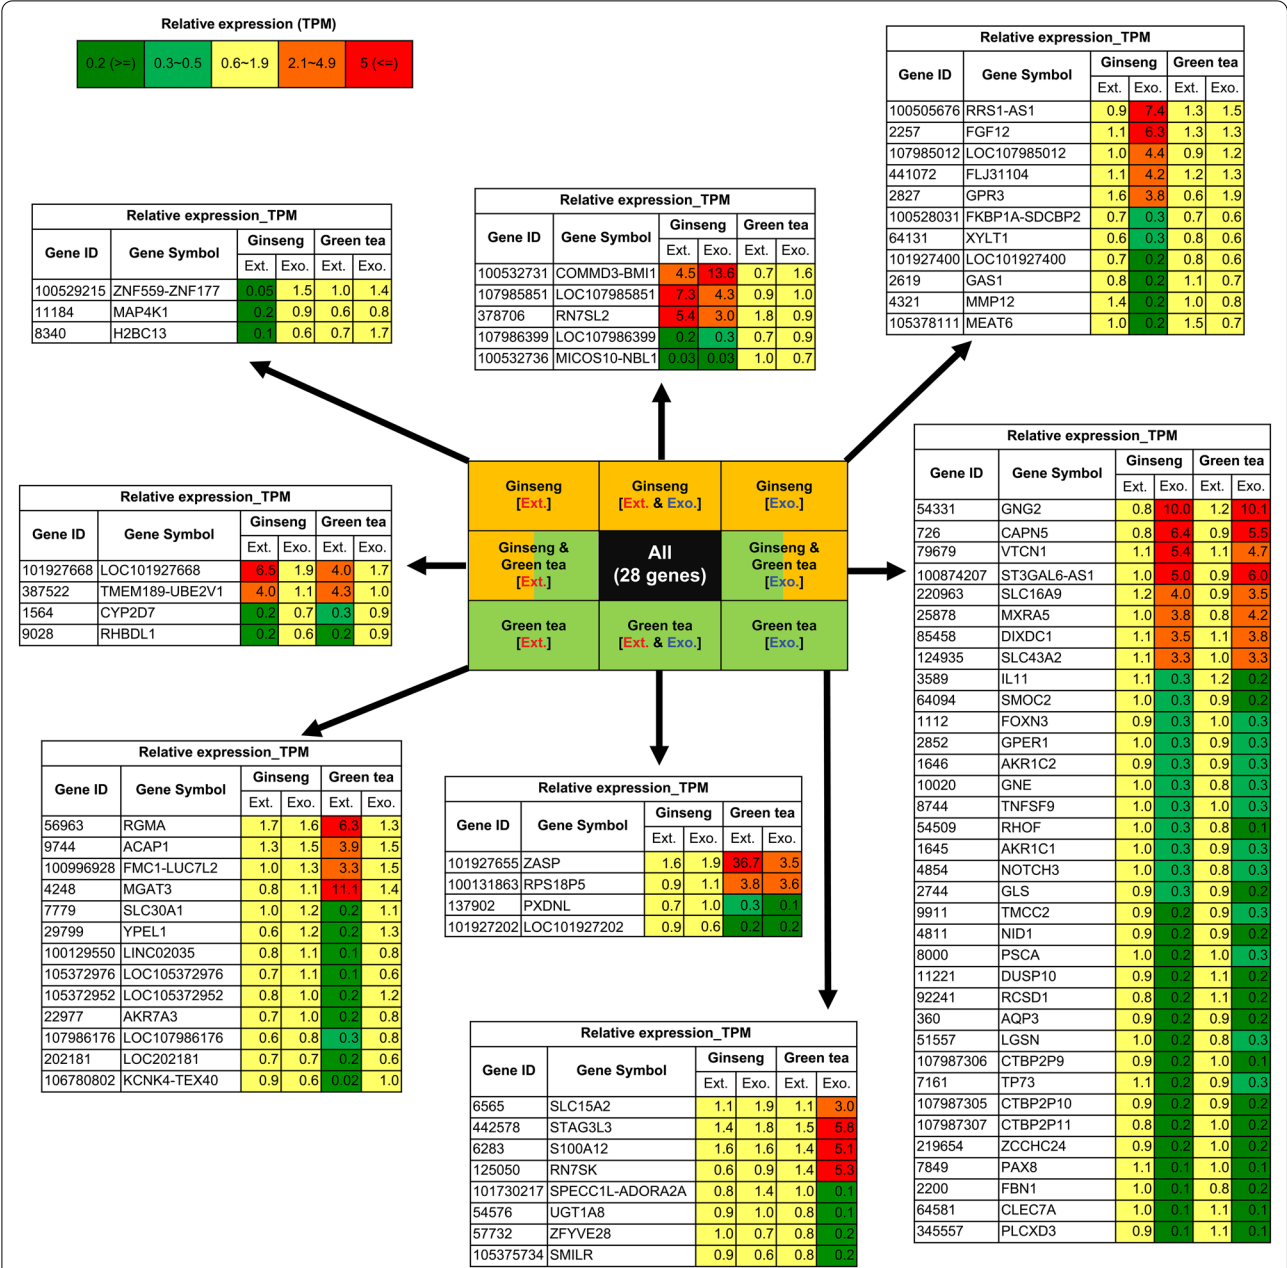 Relative expression (TPM)
0.2 (>=) 0.3~0.5 0.6~1.9 2.1~4.9 5 (<=)
Relative expression_TPM
Gene ID Gene Symbol Ginseng Green tea
Ext. Exo. Ext. Exo.
100505676 RRS1-AS1 0.9 7.4 1.3 1.5
2257 FGF12 1.1 6.3 1.3 1.3
107985012 LOC107985012 1.0 4.4 0.9 1.2
441072 FLJ31104 1.1 4.2 1.2 1.3
2827 GPR3 1.6 3.8 0.6 1.9
100528031 FKBP1A-SDCBP2 0.7 0.3 0.7 0.6
64131 XYLT1 0.6 0.3 0.8 0.6
101927400 LOC101927400 0.7 0.2 0.8 0.6
2619 GAS1 0.8 0.2 1.1 0.7
4321 MMP12 1.4 0.2 1.0 0.8
105378111 MEAT6 1.0 0.2 1.5 0.7
Relative expression_TPM
Gene ID Gene Symbol Ginseng Green tea
Ext. Exo. Ext. Exo.
100529215 ZNF559-ZNF177 0.05 1.5 1.0 1.4
11184 MAP4K1 0.2 0.9 0.6 0.8
8340 H2BC13 0.1 0.6 0.7 1.7
Relative expression_TPM
Gene ID Gene Symbol Ginseng Green tea
Ext. Exo. Ext. Exo.
100532731 COMMD3-BMI1 4.5 13.6 0.7 1.6
107985851 LOC107985851 7.3 4.3 0.9 1.0
378706 RN7SL2 5.4 3.0 1.8 0.9
107986399 LOC107986399 0.2 0.3 0.7 0.9
100532736 MICOS10-NBL1 0.03 0.03 1.0 0.7
Relative expression_TPM
Gene ID Gene Symbol Ginseng Green tea
Ext. Exo. Ext. Exo.
101927668 LOC101927668 6.5 1.9 4.0 1.7
387522 TMEM189-UBE2V1 4.0 1.1 4.3 1.0
1564 CYP2D7 0.2 0.7 0.3 0.9
9028 RHBDL1 0.2 0.6 0.2 0.9
Ginseng
[Ext.]
Ginseng
[Ext. & Exo.]
Ginseng
[Exo.]
Ginseng &
Green tea
[Ext.]
All
(28 genes)
Ginseng &
Green tea
[Exo.]
Green tea
[Ext.]
Green tea
[Ext. & Exo.]
Green tea
[Exo.]
Relative expression_TPM
Gene ID Gene Symbol Ginseng Green tea
Ext. Exo. Ext. Exo.
54331 GNG2 0.8 10.0 1.2 10.1
726 CAPN5 0.8 6.4 0.9 5.5
79679 VTCN1 1.1 5.4 1.1 4.7
100874207 ST3GAL6-AS1 1.0 5.0 0.9 6.0
220963 SLC16A9 1.2 4.0 0.9 3.5
25878 MXRA5 1.0 3.8 0.8 4.2
85458 DIXDC1 1.1 3.5 1.1 3.8
124935 SLC43A2 1.1 3.3 1.0 3.3
3589 IL11 1.1 0.3 1.2 0.2
64094 SMOC2 1.0 0.3 0.9 0.2
1112 FOXN3 0.9 0.3 1.0 0.3
2852 GPER1 1.0 0.3 0.9 0.3
1646 AKR1C2 0.9 0.3 0.9 0.3
10020 GNE 1.0 0.3 0.8 0.3
8744 TNFSF9 1.0 0.3 1.0 0.3
54509 RHOF 1.0 0.3 0.8 0.1
1645 AKR1C1 0.9 0.3 0.9 0.3
4854 NOTCH3 1.0 0.3 0.8 0.3
2744 GLS 0.9 0.3 0.9 0.2
9911 TMCC2 0.9 0.2 0.9 0.3
4811 NID1 0.9 0.2 0.9 0.2
8000 PSCA 1.0 0.2 1.0 0.3
11221 DUSP10 0.9 0.2 1.1 0.2
92241 RCSD1 0.8 0.2 1.1 0.2
360 AQP3 0.9 0.2 0.9 0.2
51557 LGSN 1.0 0.2 0.8 0.3
107987306 CTBP2P9 0.9 0.2 1.0 0.1
7161 TP73 1.1 0.2 0.9 0.3
107987305 CTBP2P10 0.9 0.2 0.9 0.2
107987307 CTBP2P11 0.8 0.2 1.0 0.2
219654 ZCCHC24 0.9 0.2 1.0 0.2
7849 PAX8 1.1 0.1 1.0 0.1
2200 FBN1 1.0 0.1 0.8 0.2
64581 CLEC7A 1.0 0.1 1.1 0.1
345557 PLCXD3 0.9 0.1 1.1 0.1
Relative expression_TPM
Gene ID Gene Symbol Ginseng Green tea
Ext. Exo. Ext. Exo.
56963 RGMA 1.7 1.6 6.3 1.3
9744 ACAP1 1.3 1.5 3.9 1.5
100996928 FMC1-LUC7L2 1.0 1.3 3.3 1.5
4248 MGAT3 0.8 1.1 11.1 1.4
7779 SLC30A1 1.0 1.2 0.2 1.1
29799 YPEL1 0.6 1.2 0.2 1.3
100129550 LINC02035 0.8 1.1 0.1 0.8
105372976 LOC105372976 0.7 1.1 0.1 0.6
105372952 LOC105372952 0.8 1.0 0.2 1.2
22977 AKR7A3 0.7 1.0 0.2 0.8
107986176 LOC107986176 0.6 0.8 0.3 0.8
202181 LOC202181 0.7 0.7 0.2 0.6
106780802 KCNK4-TEX40 0.9 0.6 0.02 1.0
Relative expression_TPM
Gene ID Gene Symbol Ginseng Green tea
Ext. Exo. Ext. Exo.
101927655 ZASP 1.6 1.9 36.7 3.5
100131863 RPS18P5 0.9 1.1 3.8 3.6
137902 PXDNL 0.7 1.0 0.3 0.1
101927202 LOC101927202 0.9 0.6 0.2 0.2
Relative expression_TPM
Gene ID Gene Symbol Ginseng Green tea
Ext. Exo. Ext. Exo.
6565 SLC15A2 1.1 1.9 1.1 3.0
442578 STAG3L3 1.4 1.8 1.5 5.8
6283 S100A12 1.6 1.6 1.4 5.1
125050 RN7SK 0.6 0.9 1.4 5.3
101730217 SPECC1L-ADORA2A 0.8 1.4 1.0 0.1
54576 UGT1A8 0.9 1.0 0.8 0.1
57732 ZFYVE28 1.0 0.7 0.8 0.2
105375734 SMILR 0.9 0.6 0.8 0.2